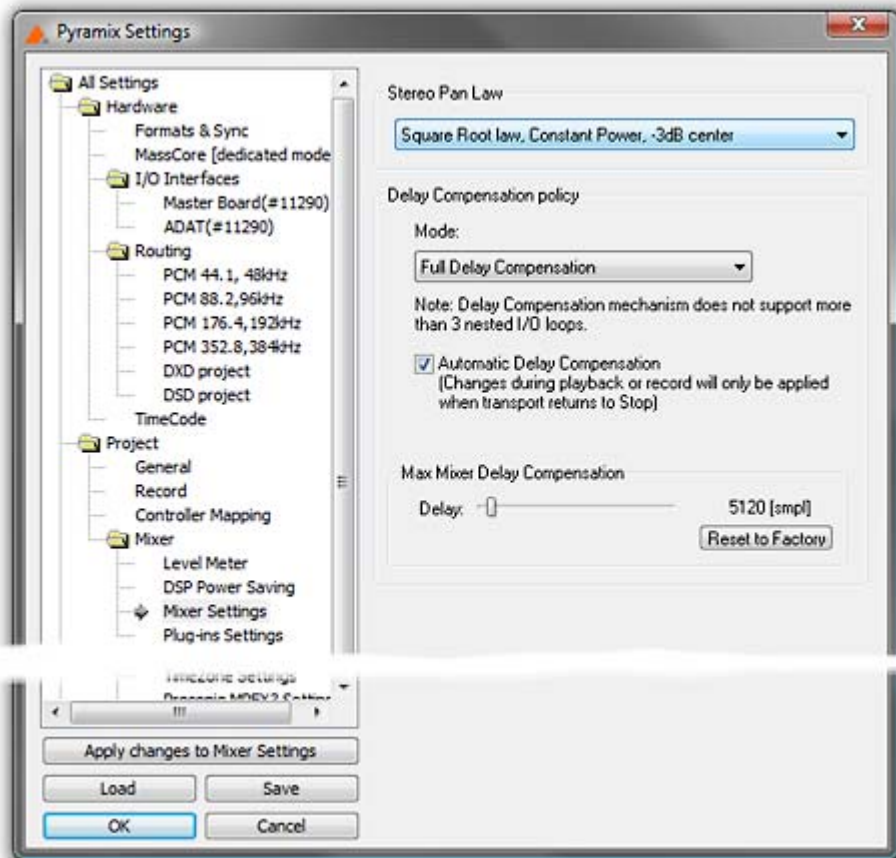 Pyramix Settings
All Settings
Hardware
Formats & Sync
MassCore [dedicated mode
I/O Interfaces
Master Board(#11290)
ADAT(#11290)
Routing
PCM 44.1, 48kHz
PCM 88.2,96kHz
PCM 176.4,192kHz
PCM 352.8,384kHz
DXD project
DSD project
TimeCode
Project
General
Record
Controller Mapping
Mixer
Level Meter
DSP Power Saving
Mixer Settings
Plug-ins Settings
TimeZone Settings
Apply changes to Mixer Settings
Load
Save
OK
Cancel
Stereo Pan Law
Square Root law, Constant Power, -3dB center
Delay Compensation policy
Mode:
Full Delay Compensation
Note: Delay Compensation mechanism does not support more
than 3 nested I/O loops.
Automatic Delay Compensation
(Changes during playback or record will only be applied
when transport returns to Stop)
Max Mixer Delay Compensation
Delay: 5120 [smpl]
Reset to Factory